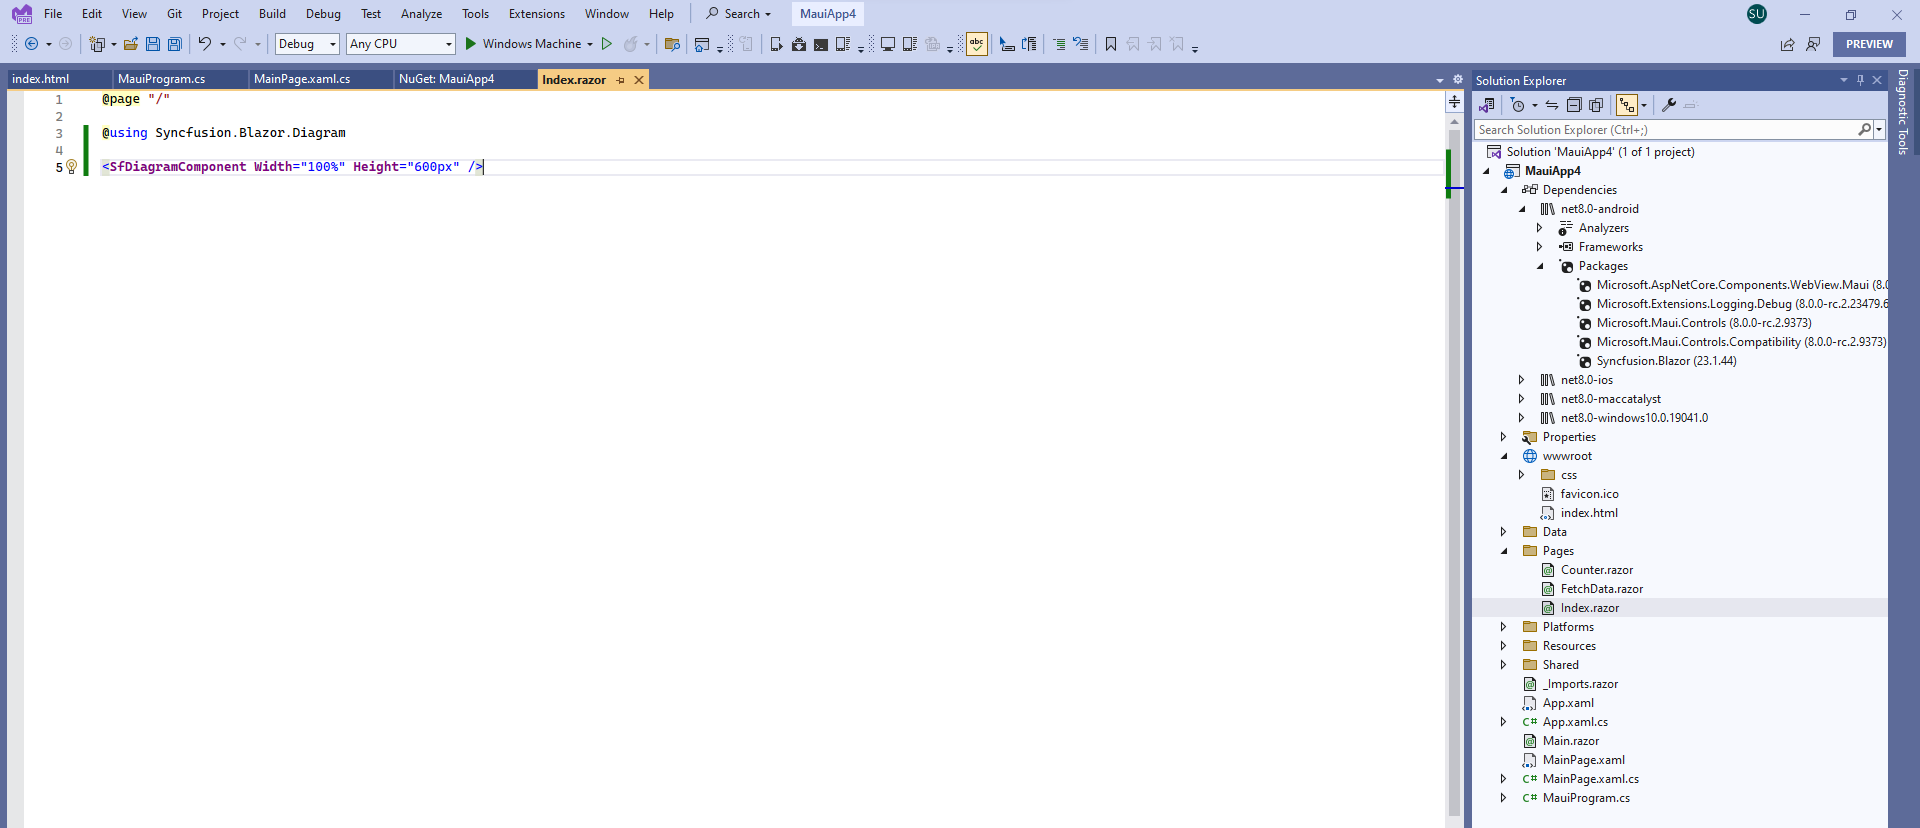 File Edit View Git Project Build Debug Test Analyze Tools Extensions Window Help Search MauiApp4 SU
Debug Any CPU Windows Machine abc PREVIEW
index.html MauiProgram.cs MainPage.xaml.cs NuGet: MauiApp4 Index.razor
1 @page "/"
2
3 @using Syncfusion.Blazor.Diagram
4
5 <SfDiagramComponent Width="100%" Height="600px" />
Solution Explorer
Search Solution Explorer (Ctrl+;)
Solution 'MauiApp4' (1 of 1 project)
MauiApp4
Dependencies
net8.0-android
Analyzers
Frameworks
Packages
Microsoft.AspNetCore.Components.WebView.Maui (8.0
Microsoft.Extensions.Logging.Debug (8.0.0-rc.2.23479.6
Microsoft.Maui.Controls (8.0.0-rc.2.9373)
Microsoft.Maui.Controls.Compatibility (8.0.0-rc.2.9373)
Syncfusion.Blazor (23.1.44)
net8.0-ios
net8.0-maccatalyst
net8.0-windows10.0.19041.0
Properties
wwwroot
css
favicon.ico
index.html
Data
Pages
Counter.razor
FetchData.razor
Index.razor
Platforms
Resources
Shared
_Imports.razor
App.xaml
C# App.xaml.cs
Main.razor
MainPage.xaml
C# MainPage.xaml.cs
C# MauiProgram.cs
Diagnostic Tools